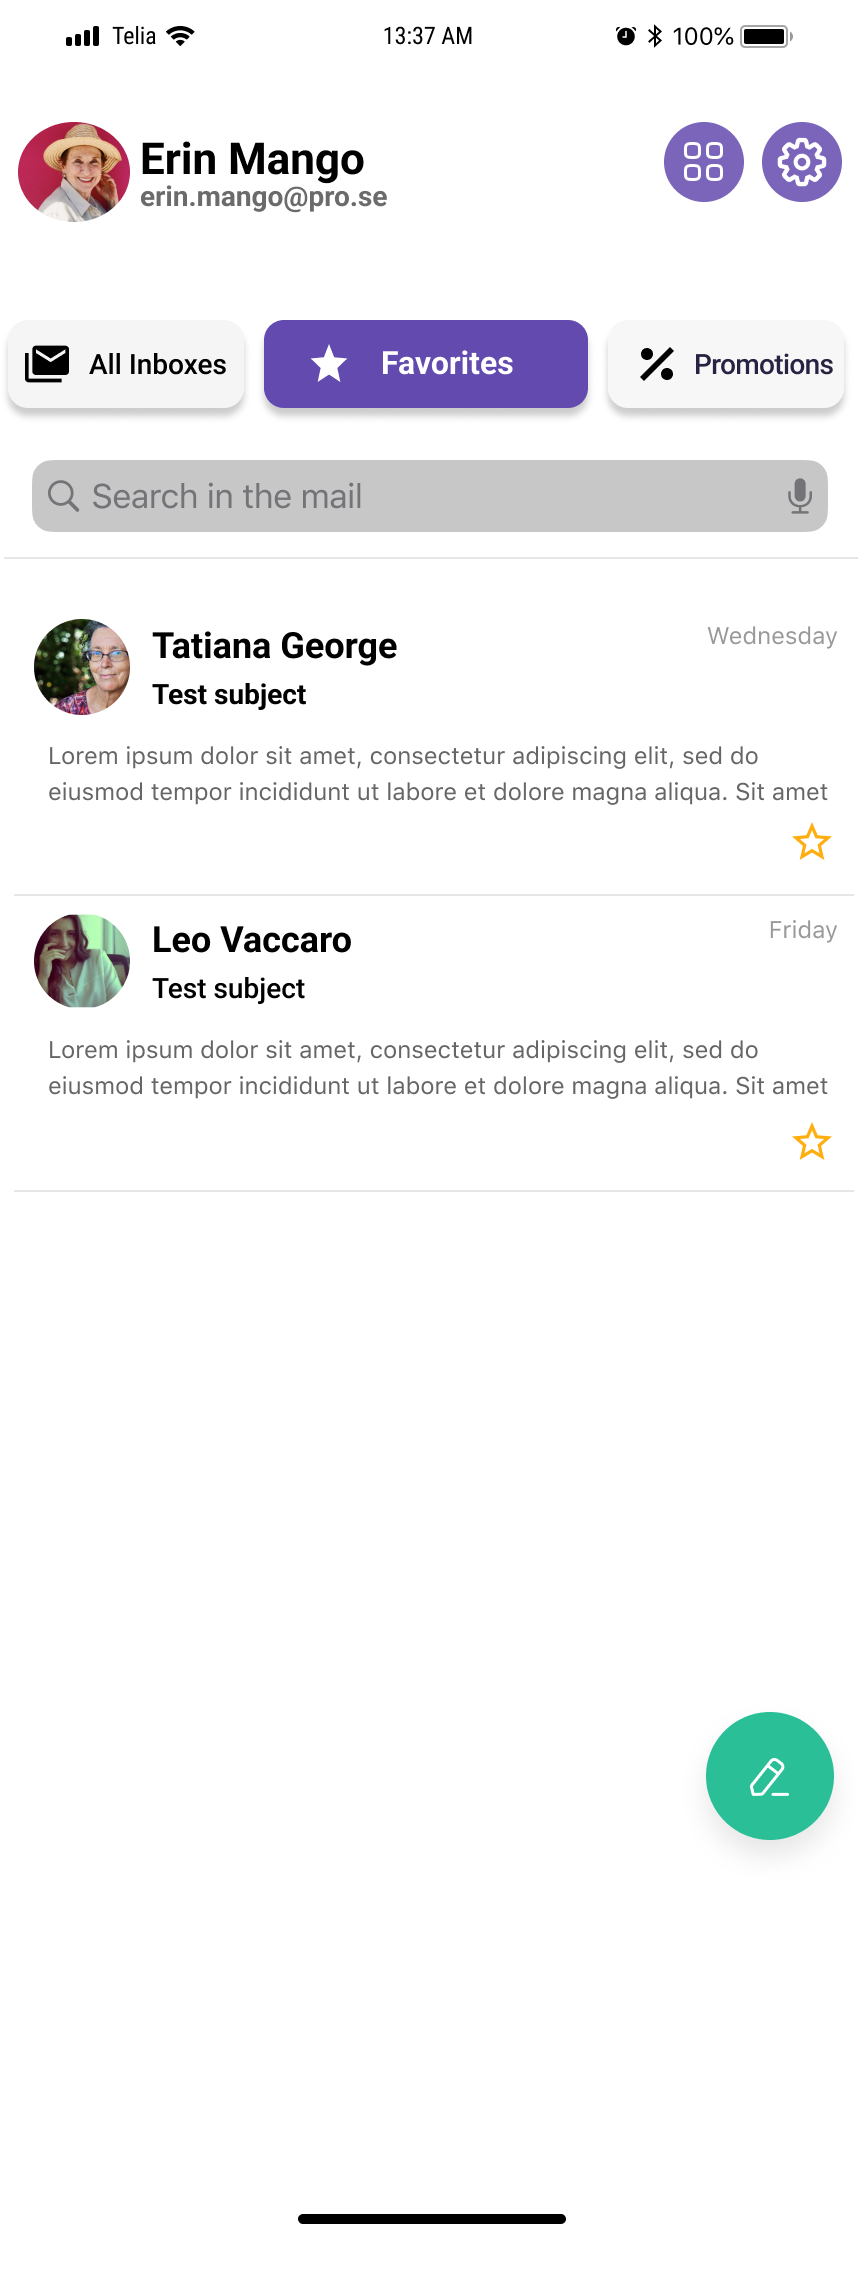 Telia 13:37 AM 100%
Erin Mango
erin.mango@pro.se
All Inboxes Favorites Promotions
Search in the mail
Tatiana George Wednesday
Test subject
Lorem ipsum dolor sit amet, consectetur adipiscing elit, sed do
eiusmod tempor incididunt ut labore et dolore magna aliqua. Sit amet
Leo Vaccaro Friday
Test subject
Lorem ipsum dolor sit amet, consectetur adipiscing elit, sed do
eiusmod tempor incididunt ut labore et dolore magna aliqua. Sit amet